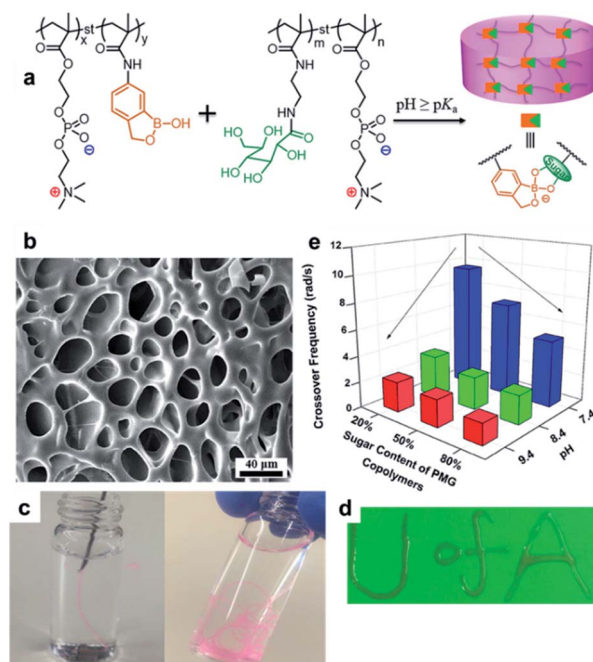 a
st
x
y
st
m
n
O
O
O
NH
O
NH
O
O
O
O
NH
O
O P O
O
⊖
B-OH
O
+
HN
O
HO
OH
HO
HO
OH
OH
O
O P O
O
⊖
N
⊕
N
⊕
pH ≥ pKa
Sugar
O
B
O
O
⊖
b
40 μm
e
Crossover Frequency (rad/s)
12
10
8
6
4
2
0
20%
50%
80%
Sugar Content of PMG
Copolymers
9.4
8.4
7.4
pH
c
d
U of A